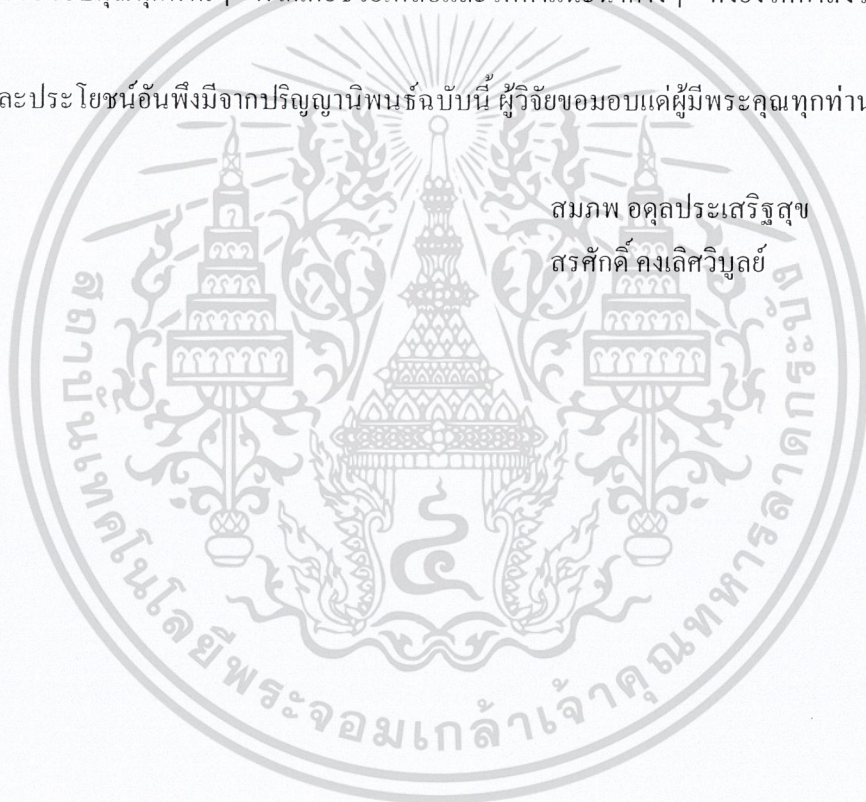 ละประโยชน์อันพึงมีจากปริญญานิพนธ์ฉบับนี้ ผู้วิจัยขอมอบแด่ผู้มีพระคุณทุกท่าน
สมภพ อดุลประเสริฐสุข
สรศักดิ์ คงเลิศวิบูลย์
สถาบันเทคโนโลยีพระจอมเกล้าเจ้าคุณทหารลาดกระบัง
๔